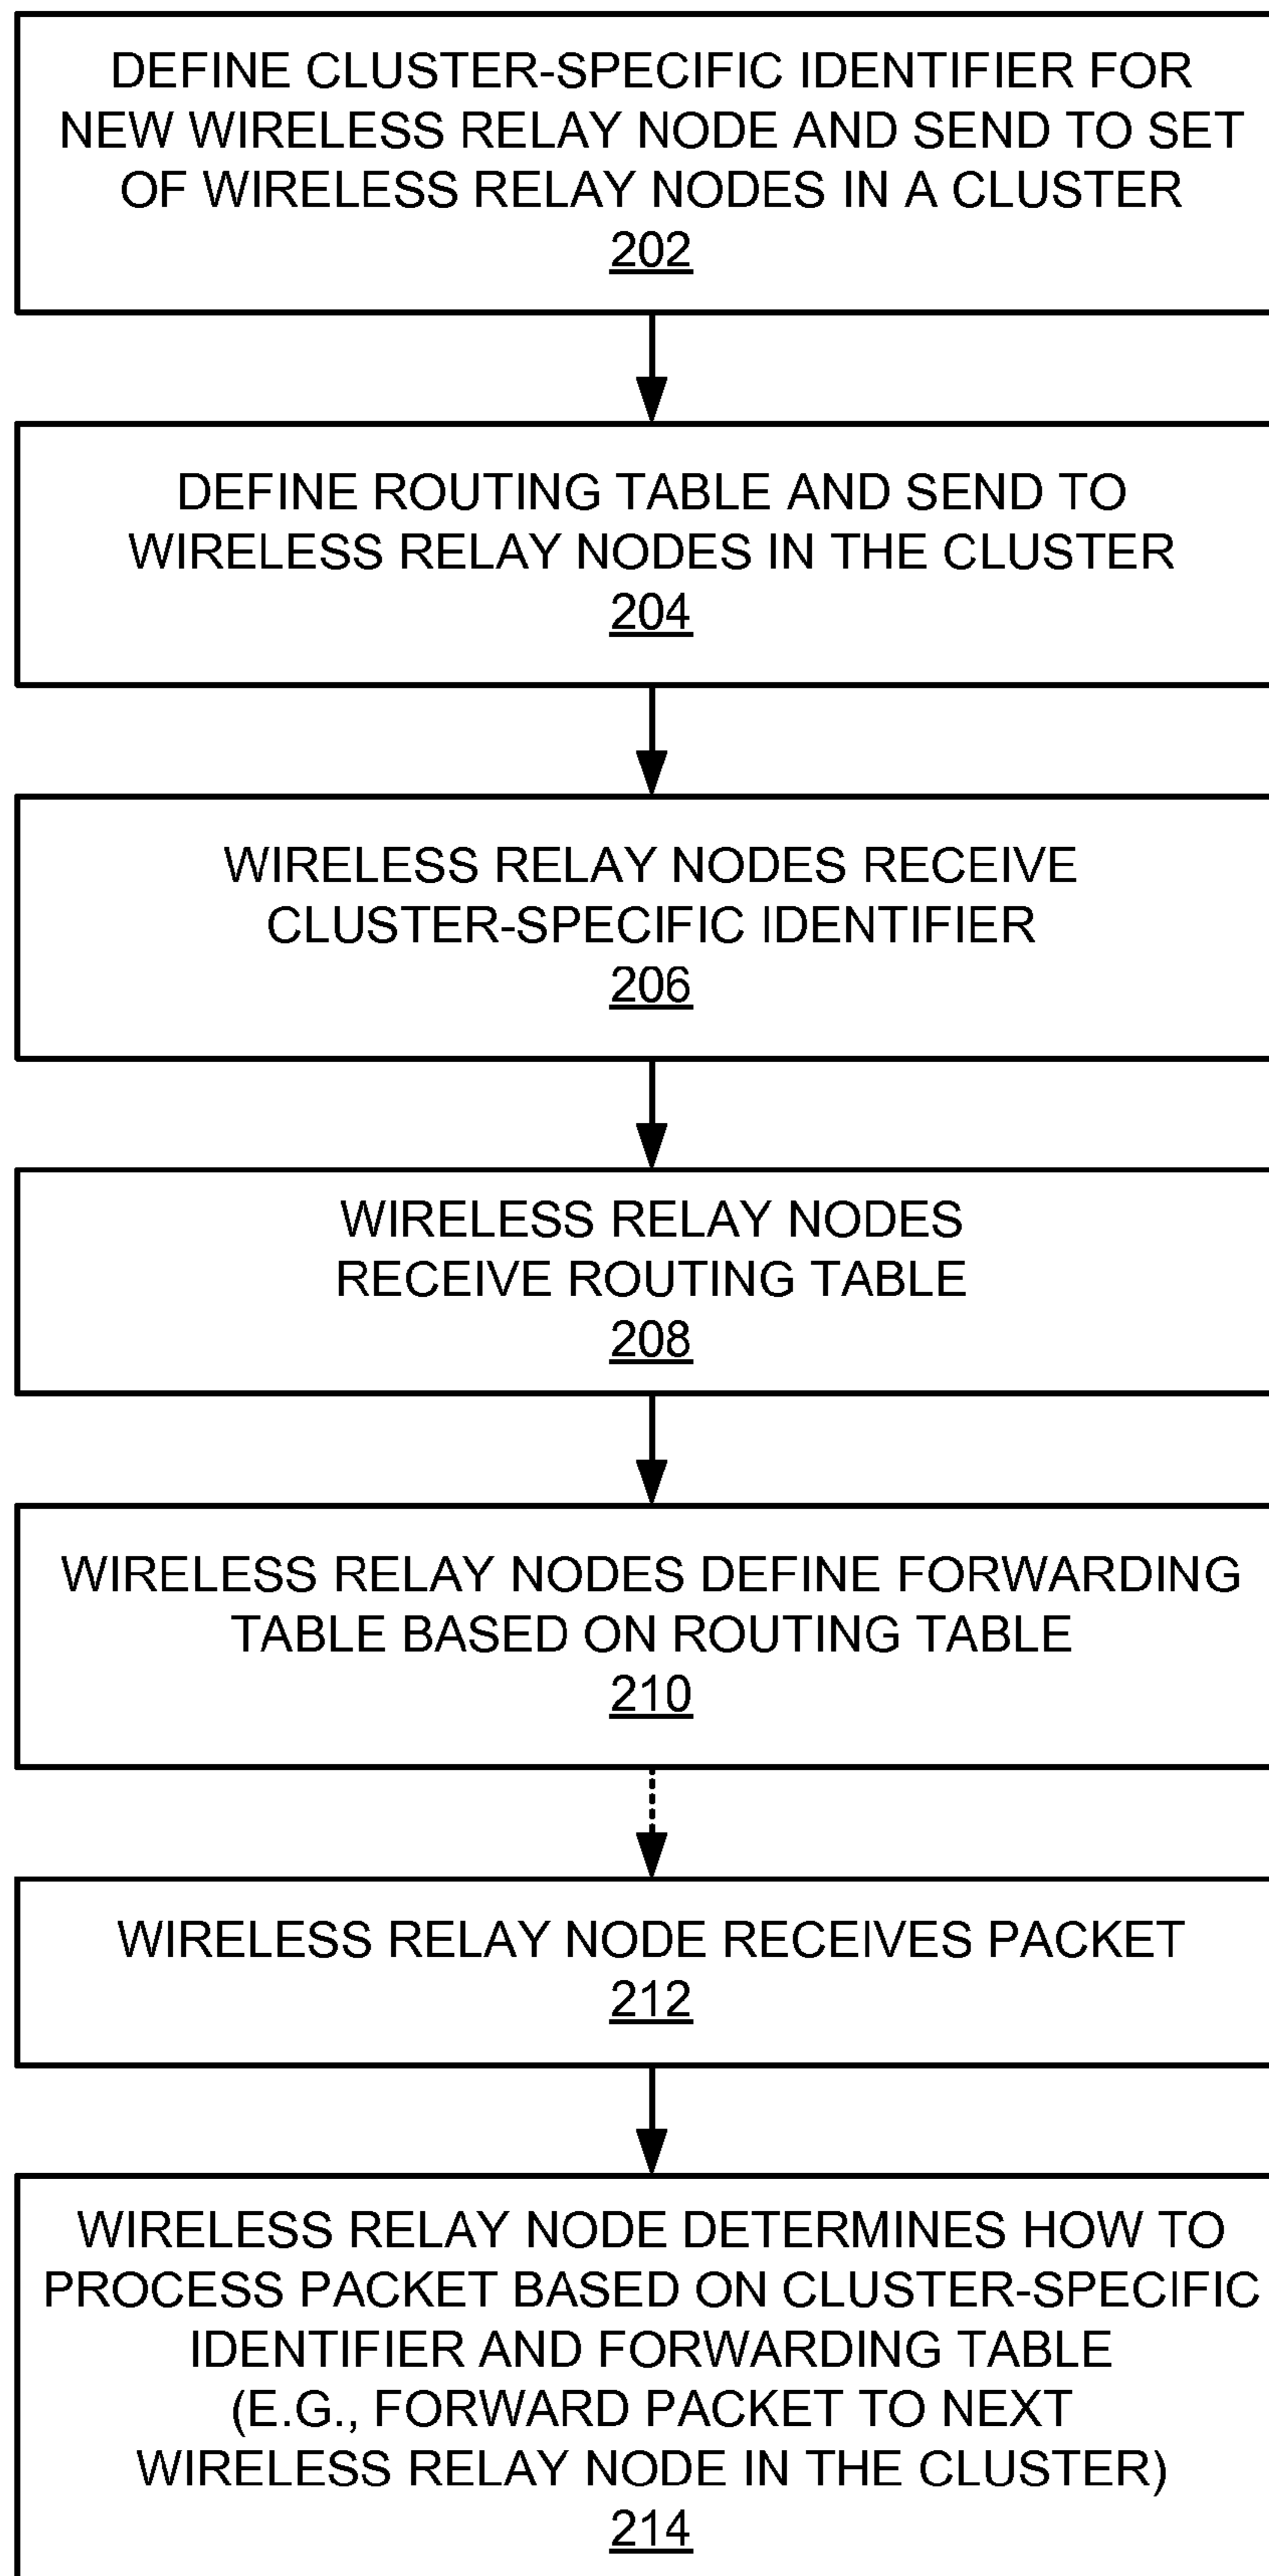 DEFINE CLUSTER-SPECIFIC IDENTIFIER FOR
NEW WIRELESS RELAY NODE AND SEND TO SET
OF WIRELESS RELAY NODES IN A CLUSTER
202
DEFINE ROUTING TABLE AND SEND TO
WIRELESS RELAY NODES IN THE CLUSTER
204
WIRELESS RELAY NODES RECEIVE
CLUSTER-SPECIFIC IDENTIFIER
206
WIRELESS RELAY NODES
RECEIVE ROUTING TABLE
208
WIRELESS RELAY NODES DEFINE FORWARDING
TABLE BASED ON ROUTING TABLE
210
WIRELESS RELAY NODE RECEIVES PACKET
212
WIRELESS RELAY NODE DETERMINES HOW TO
PROCESS PACKET BASED ON CLUSTER-SPECIFIC
IDENTIFIER AND FORWARDING TABLE
(E.G., FORWARD PACKET TO NEXT
WIRELESS RELAY NODE IN THE CLUSTER)
214